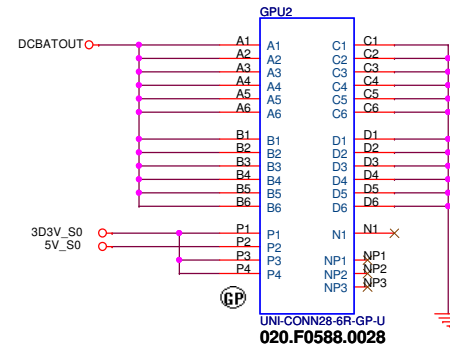 GPU2
DCBATOUT
A1 A1 C1 C1
A2 A2 C2 C2
A3 A3 C3 C3
A4 A4 C4 C4
A5 A5 C5 C5
A6 A6 C6 C6
B1 B1 D1 D1
B2 B2 D2 D2
B3 B3 D3 D3
B4 B4 D4 D4
B5 B5 D5 D5
B6 B6 D6 D6
3D3V_S0 P1 P1 N1 N1
5V_S0 P2 P2
P3 P3 NP1 NP1
P4 P4 NP2 NP2
NP3 NP3
GP
UNI-CONN28-6R-GP-U
020.F0588.0028